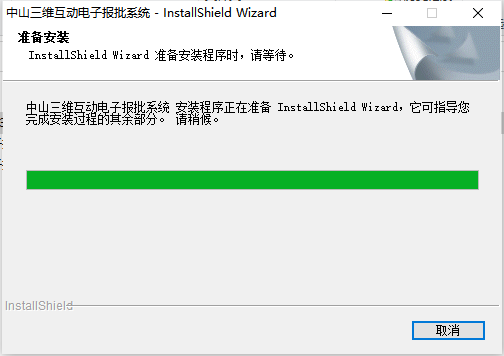 中山三维互动电子报批系统 - InstallShield Wizard
准备安装
InstallShield Wizard 准备安装程序时，请等待。
中山三维互动电子报批系统 安装程序正在准备 InstallShield Wizard，它可指导您
完成安装过程的其余部分。 请稍候。
InstallShield
取消